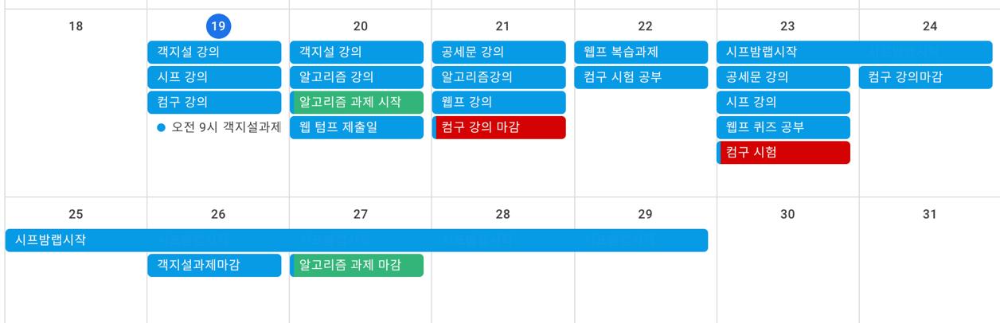 18
19
20
21
22
23
24
객지설 강의
객지설 강의
공세문 강의
웹프 복습과제
시프밤랩시작
시프 강의
알고리즘 강의
알고리즘강의
컴구 시험 공부
공세문 강의
컴구 강의마감
컴구 강의
알고리즘 과제 시작
웹프 강의
시프 강의
오전 9시 객지설과제
웹 텀프 제출일
컴구 강의 마감
웹프 퀴즈 공부
컴구 시험
25
26
27
28
29
30
31
시프밤랩시작
객지설과제마감
알고리즘 과제 마감